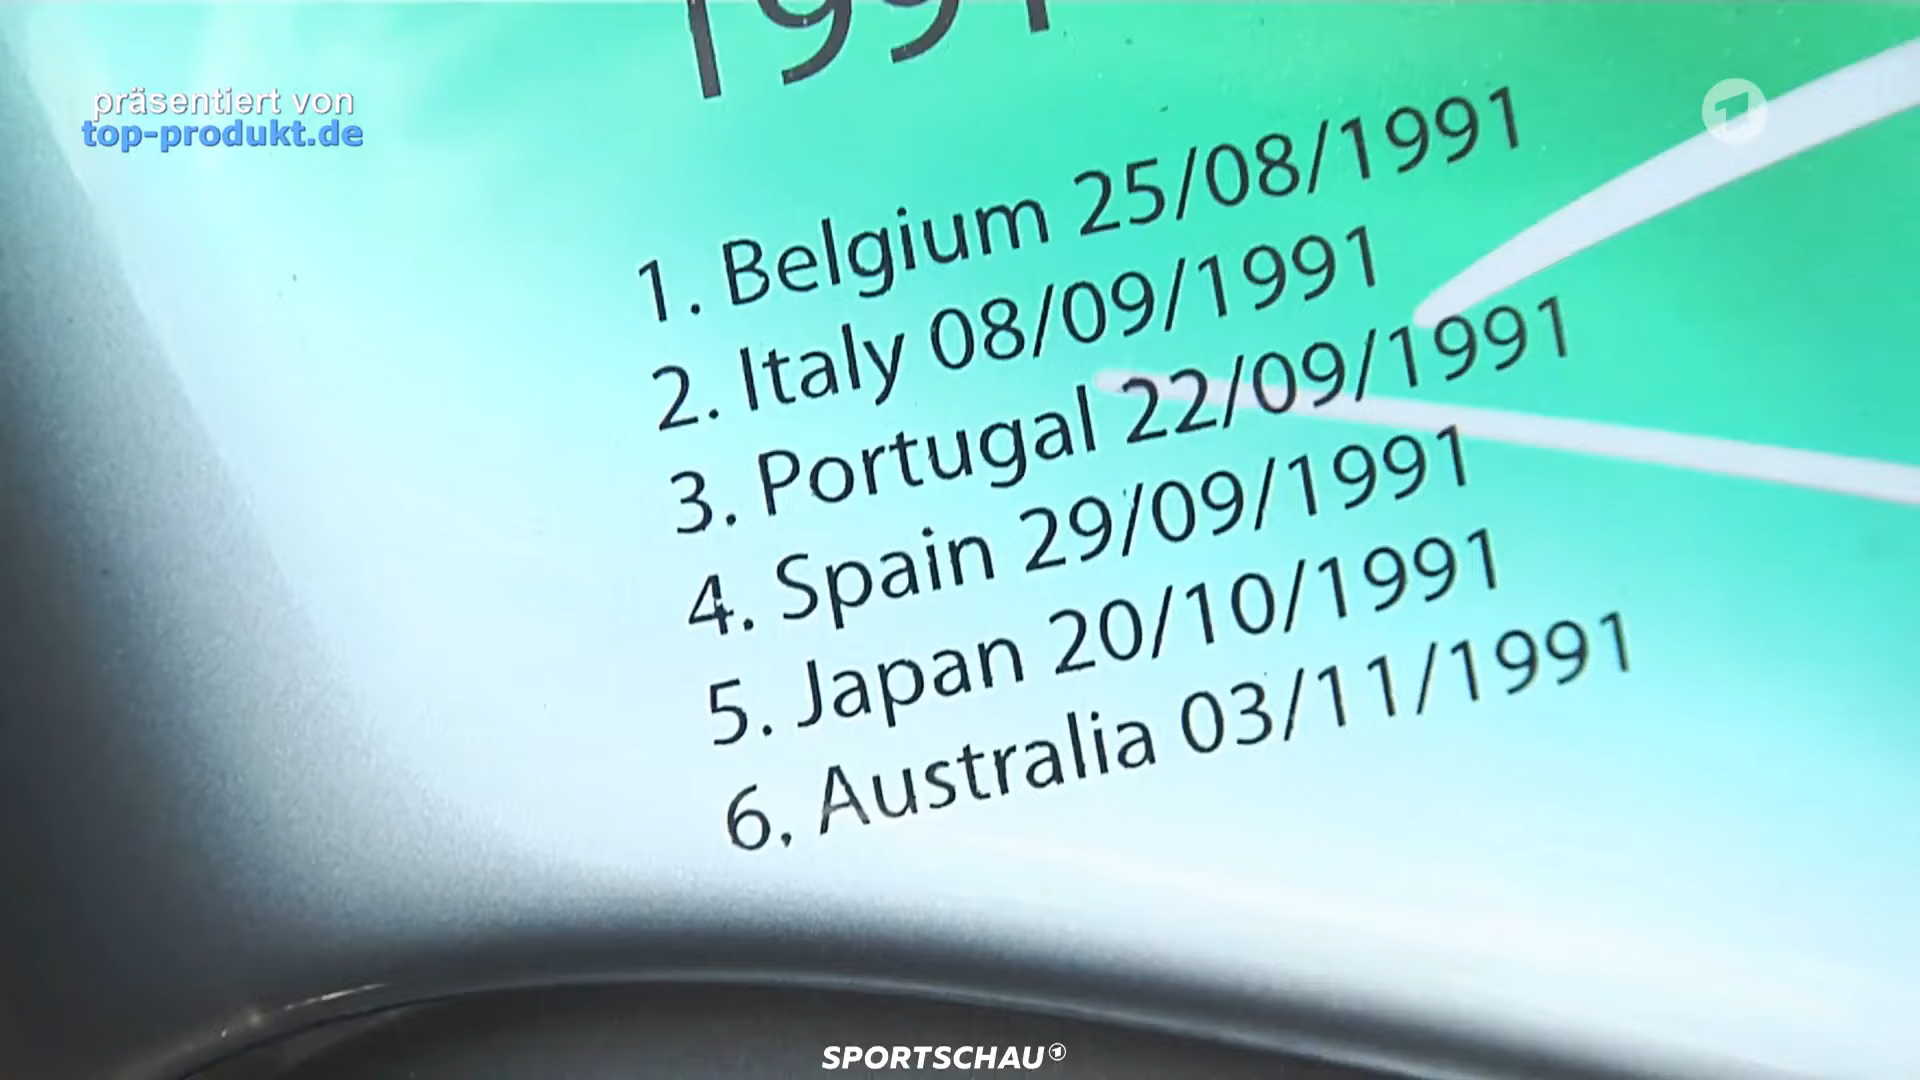 1991
präsentiert von
top-produkt.de
1. Belgium 25/08/1991
2. Italy 08/09/1991
3. Portugal 22/09/1991
4. Spain 29/09/1991
5. Japan 20/10/1991
6. Australia 03/11/1991
SPORTSCHAU